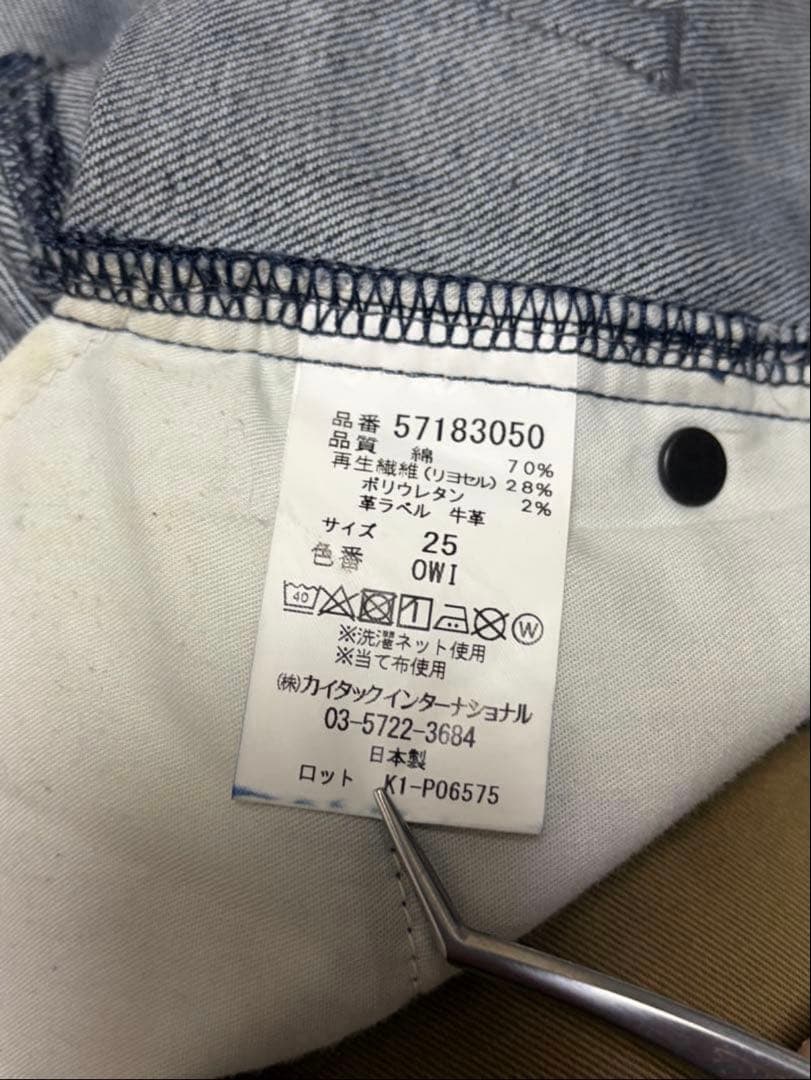 品番 57183050
品質 綿 70%
再生繊維(リヨセル) 28%
ポリウレタン 2%
革ラベル 牛革
サイズ 25
色番 OWI
40 W
※洗濯ネット使用
※当て布使用
(株)カイタックインターナショナル
03-5722-3684
日本製
ロット K1-P06575